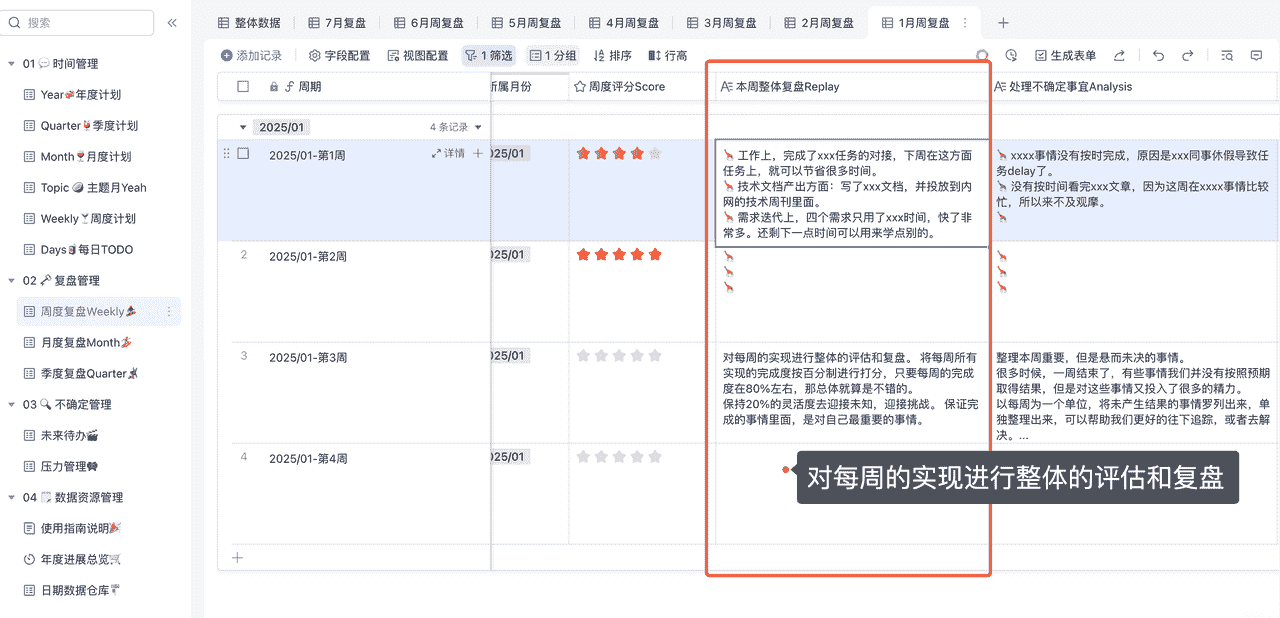 搜索
01 💬 时间管理
Year年度计划
Quarter🍹季度计划
Month🍷月度计划
Topic 主题月Yeah
Weekly周度计划
Days每日TODO
02 复盘管理
周度复盘Weekly
月度复盘Month
季度复盘Quarter
03 🔍 不确定管理
未来待办
压力管理
04 数据资源管理
使用指南说明🎉
年度进展总览
日期数据仓库
整体数据
7月复盘
6月周复盘
5月周复盘
4月周复盘
3月周复盘
2月周复盘
1月周复盘
添加记录
字段配置
视图配置
1 筛选
1 分组
排序
行高
生成表单
周期
所属月份
周度评分Score
本周整体复盘Replay
处理不确定事宜Analysis
2025/01
4 条记录
2025/01-第1周
详情
025/01
🦒 工作上，完成了xxx任务的对接，下周在这方面
任务上，就可以节省很多时间。
🦒 技术文档产出方面：写了xxx文档，并投放到内
网的技术周刊里面。
🦒 需求迭代上，四个需求只用了xxx时间，快了非
常多。还剩下一点时间可以用来学点别的。
🦒 xxxx事情没有按时完成，原因是xxx同事休假导致任
务delay了。
🦒 没有按时间看完xxx文章，因为这周在xxxx事情比较
忙，所以来不及观摩。
🦒
2
2025/01-第2周
025/01
🦒
🦒
🦒
🦒
🦒
🦒
3
2025/01-第3周
025/01
对每周的实现进行整体的评估和复盘。 将每周所有
实现的完成度按百分制进行打分，只要每周的完成
度在80%左右，那总体就算是不错的。
保持20%的灵活度去迎接未知，迎接挑战。 保证完
成的事情里面，是对自己最重要的事情。
整理本周重要，但是悬而未决的事情。
很多时候，一周结束了，有些事情我们并没有按照预期
取得结果，但是对这些事情又投入了很多的精力。
以每周为一个单位，将未产生结果的事情罗列出来，单
独整理出来，可以帮助我们更好的往下追踪，或者去解
决。...
4
2025/01-第4周
025/01
对每周的实现进行整体的评估和复盘